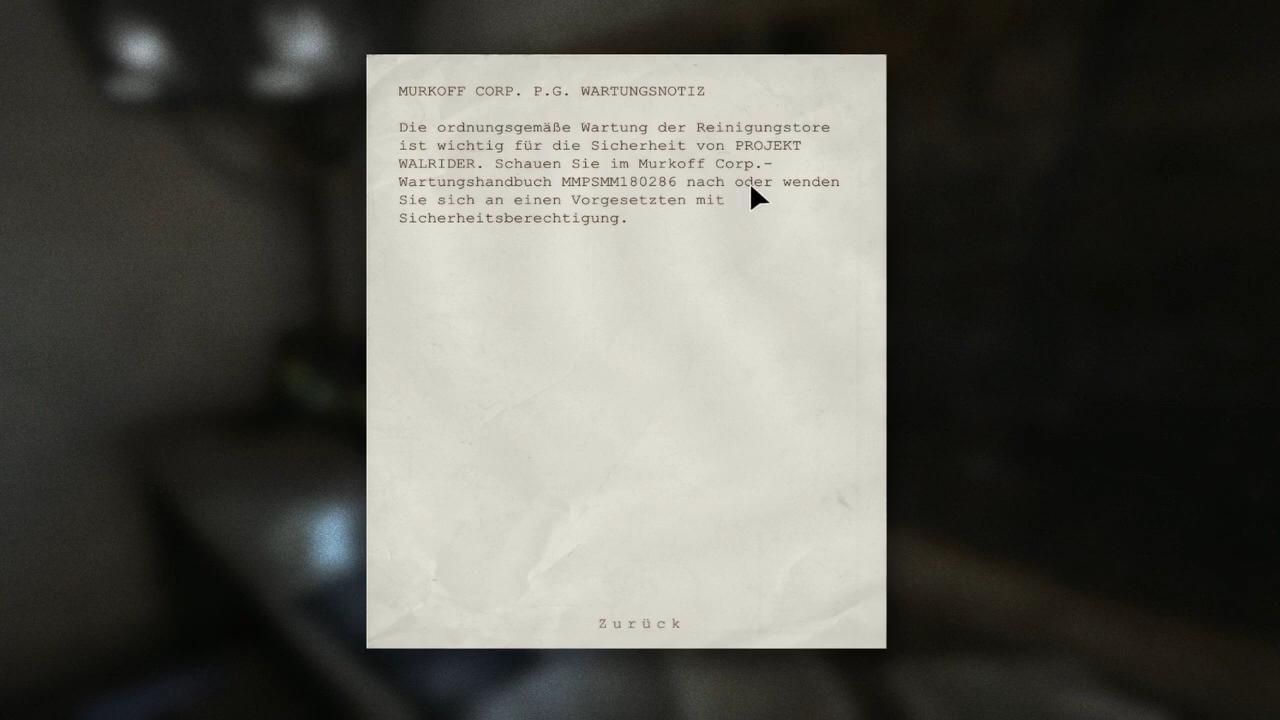 MURKOFF CORP. P.G. WARTUNGSNOTIZ
Die ordnungsgemäße Wartung der Reinigungstore
ist wichtig für die Sicherheit von PROJEKT
WALRIDER. Schauen Sie im Murkoff Corp.-
Wartungshandbuch MMPSMM180286 nach oder wenden
Sie sich an einen Vorgesetzten mit
Sicherheitsberechtigung.
Zurück